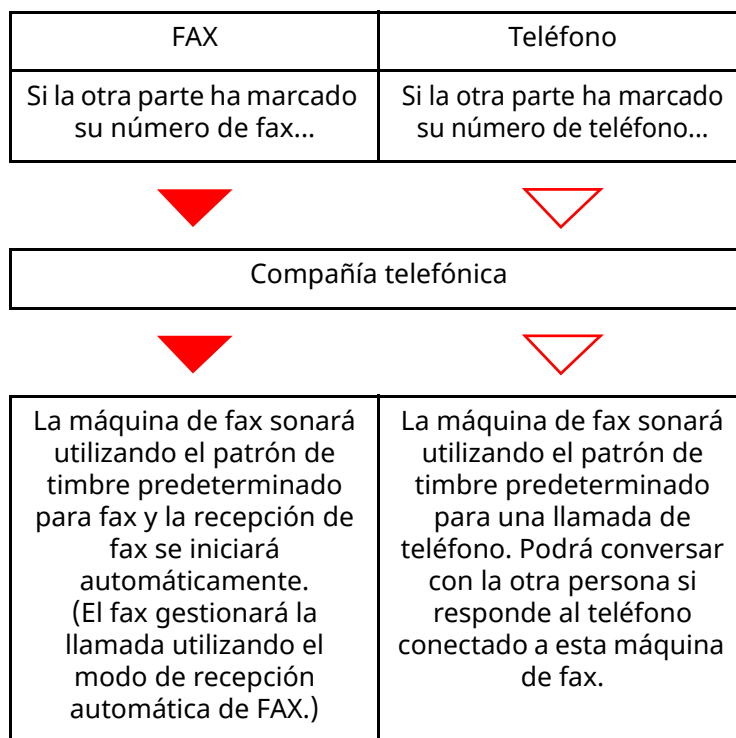 FAX
Teléfono
Si la otra parte ha marcado
su número de fax...
Si la otra parte ha marcado
su número de teléfono...
Compañía telefónica
La máquina de fax sonará
utilizando el patrón de
timbre predeterminado
para fax y la recepción de
fax se iniciará
automáticamente.
(El fax gestionará la
llamada utilizando el
modo de recepción
automática de FAX.)
La máquina de fax sonará
utilizando el patrón de
timbre predeterminado
para una llamada de
teléfono. Podrá conversar
con la otra persona si
responde al teléfono
conectado a esta máquina
de fax.